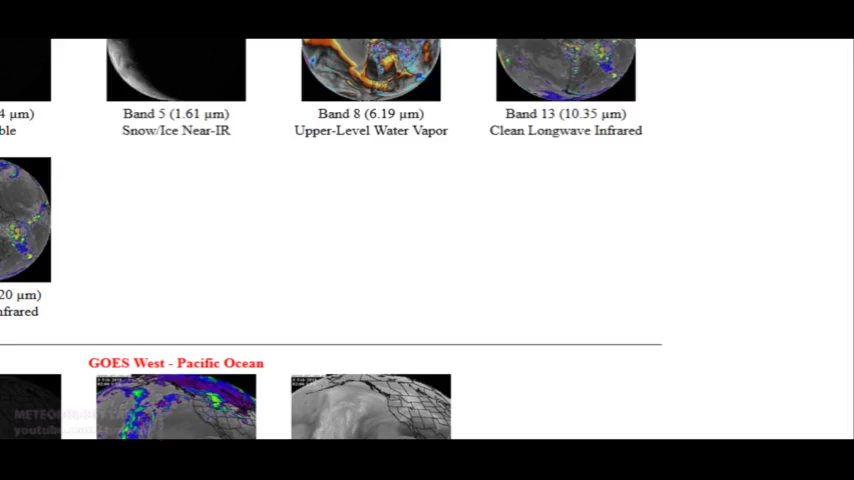 4 µm)
ble
Band 5 (1.61 µm)
Snow/Ice Near-IR
Band 8 (6.19 µm)
Upper-Level Water Vapor
Band 13 (10.35 µm)
Clean Longwave Infrared
20 µm)
nfrared
GOES West - Pacific Ocean